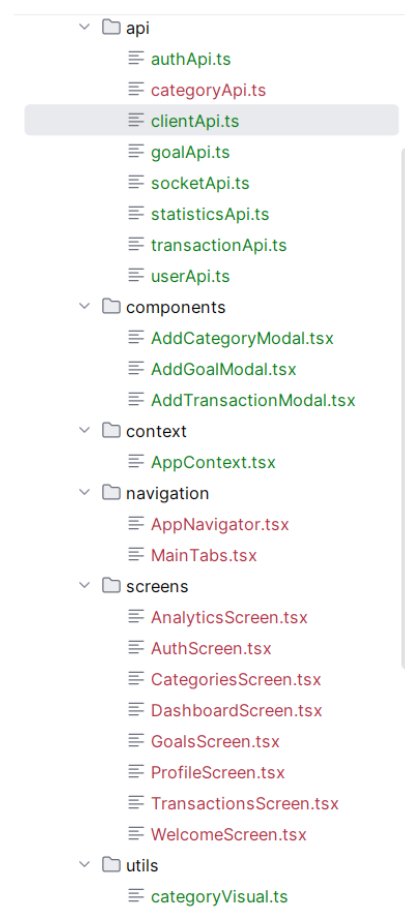 api
authApi.ts
categoryApi.ts
clientApi.ts
goalApi.ts
socketApi.ts
statisticsApi.ts
transactionApi.ts
userApi.ts
components
AddCategoryModal.tsx
AddGoalModal.tsx
AddTransactionModal.tsx
context
AppContext.tsx
navigation
AppNavigator.tsx
MainTabs.tsx
screens
AnalyticsScreen.tsx
AuthScreen.tsx
CategoriesScreen.tsx
DashboardScreen.tsx
GoalsScreen.tsx
ProfileScreen.tsx
TransactionsScreen.tsx
WelcomeScreen.tsx
utils
categoryVisual.ts